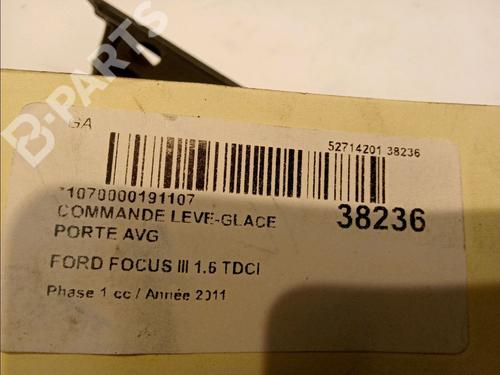 B-PARTS
GA
52714201 38236
*1070000191107
COMMANDE LEVE-GLACE
38236
PORTE AVG
FORD FOCUS III 1.6 TDCI
Phase 1 cc / Année 2011